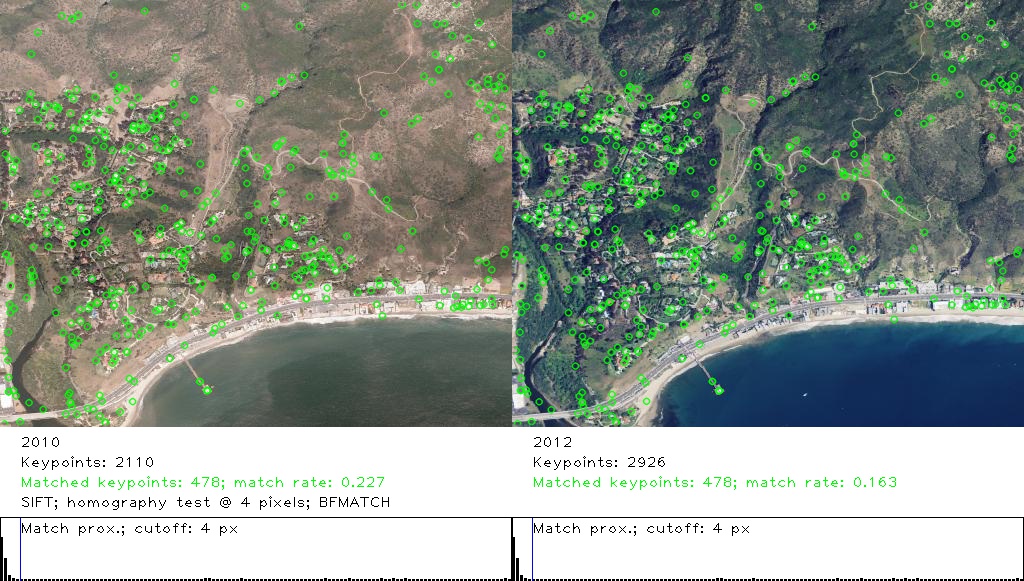 2010
Keypoints: 2110
Matched keypoints: 478; match rate: 0.227
SIFT; homography test @ 4 pixels; BFMATCH
Match prox.; cutoff: 4 px
2012
Keypoints: 2926
Matched keypoints: 478; match rate: 0.163
Match prox.; cutoff: 4 px